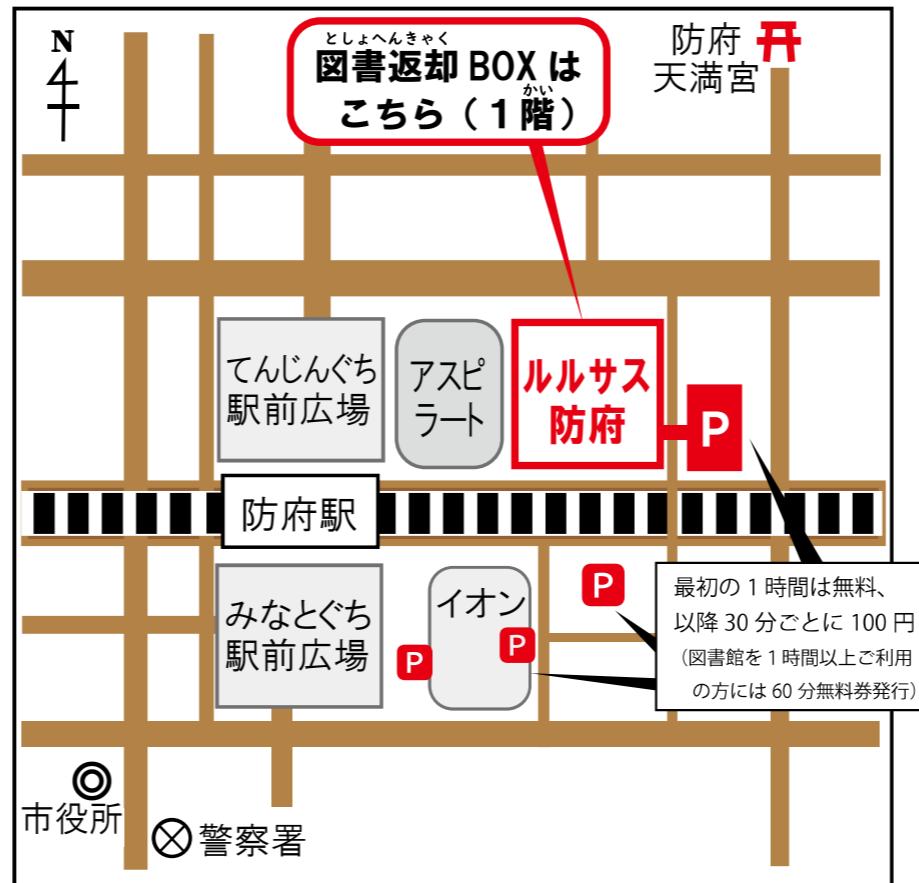 N
としょへんきゃく
図書返却 BOX は
かい
こちら（１階）
防府
天満宮
てんじんぐち
駅前広場
アスピ
ラート
ルルサス
防府
P
防府駅
みなとぐち
駅前広場
イオン
P
P
P
最初の 1 時間は無料、
以降 30 分ごとに 100 円
（図書館を 1 時間以上ご利用
の方には 60 分無料券発行）
市役所
警察署